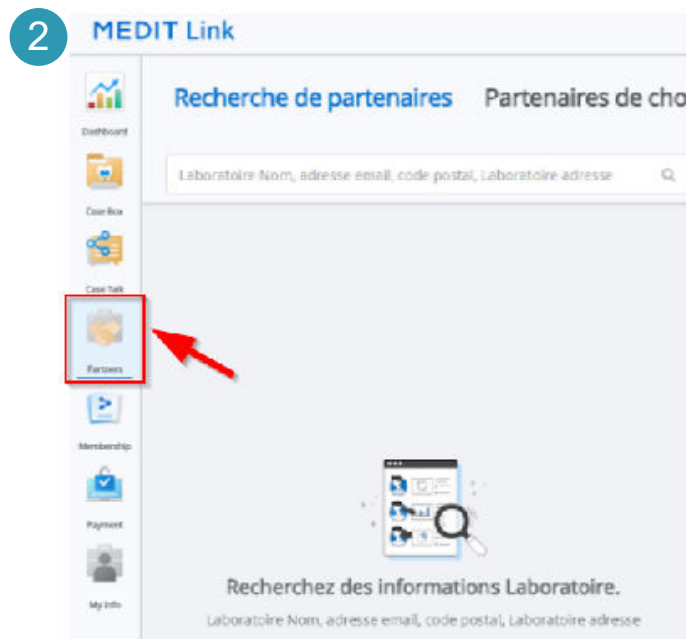 2
MEDIT Link
Recherche de partenaires Partenaires de cho
Laboratoire Nom, adresse email, code postal, Laboratoire adresse
Dashboard
Case Box
Case Talk
Partners
Membership
Payment
My Info
Recherchez des informations Laboratoire.
Laboratoire Nom, adresse email, code postal, Laboratoire adresse